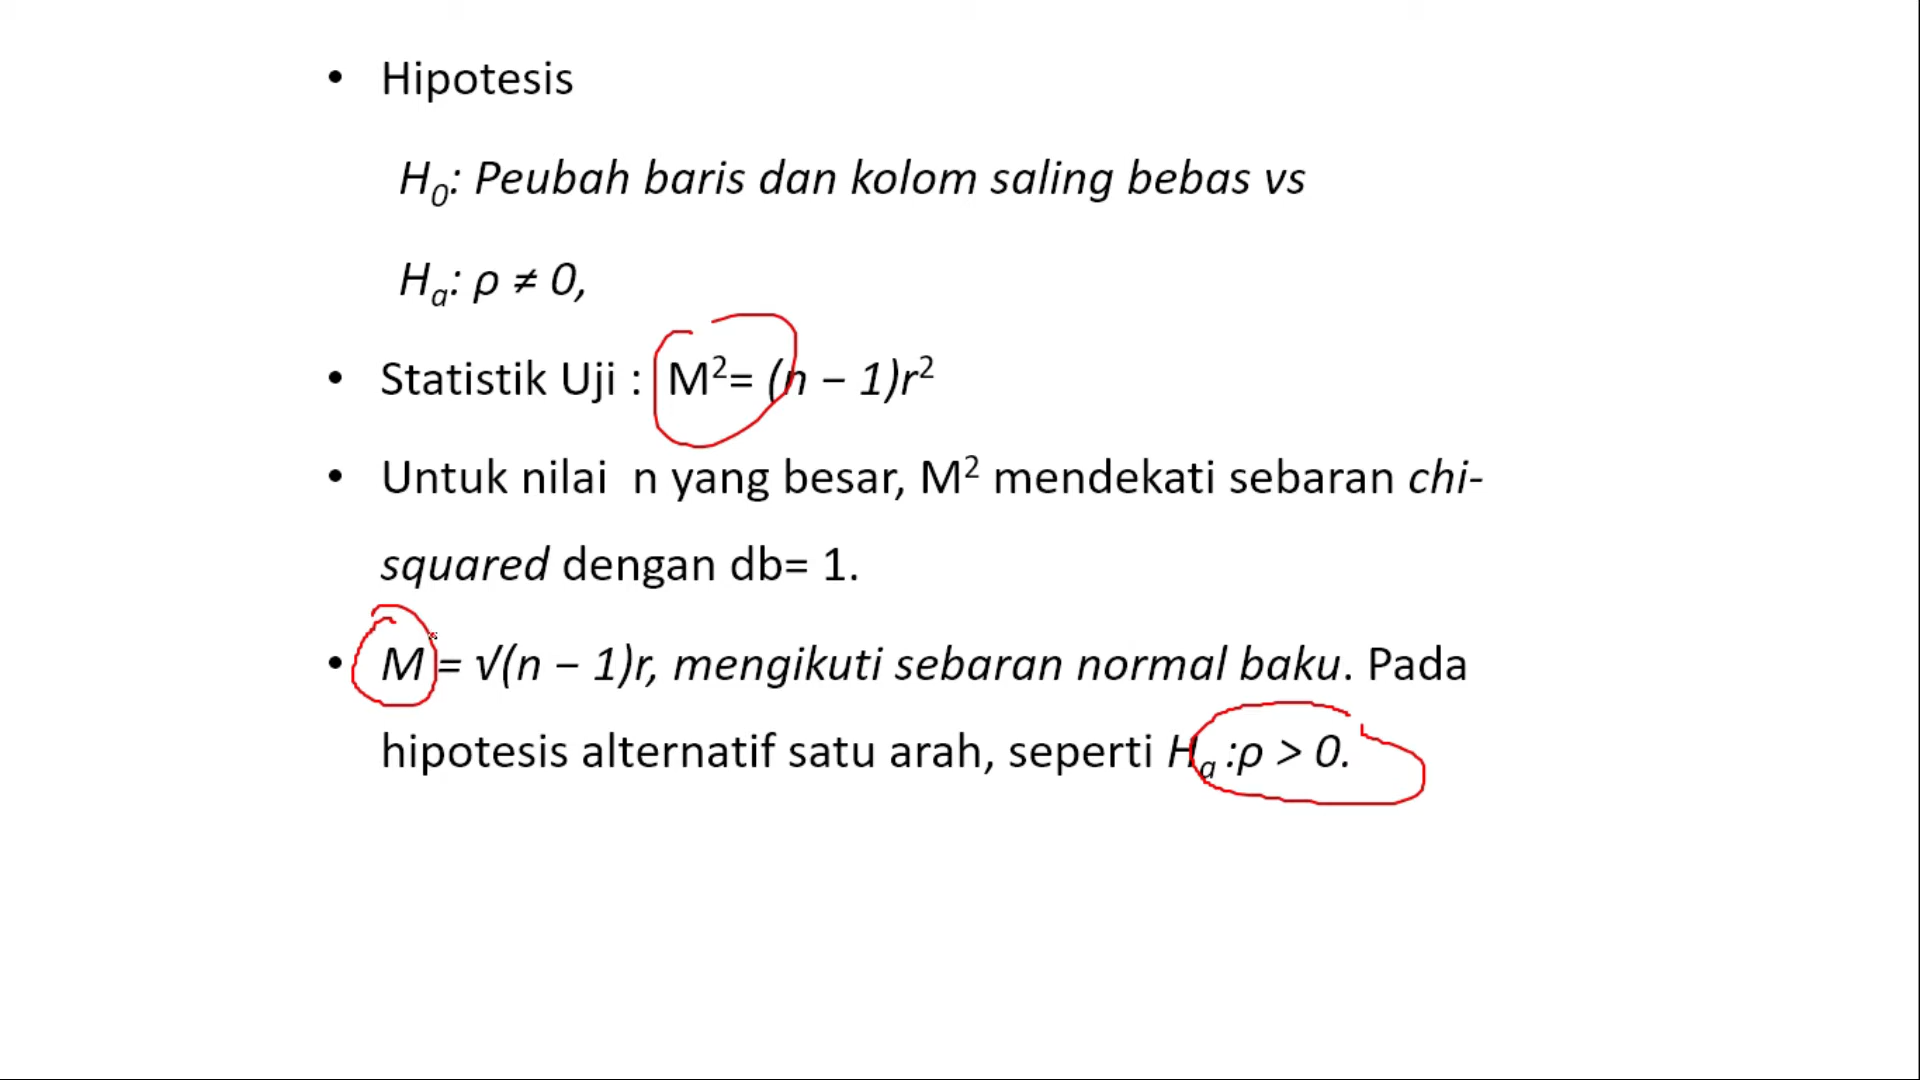 • Hipotesis
H₀: Peubah baris dan kolom saling bebas vs
Hₐ: ρ ≠ 0,
• Statistik Uji : M²= (n − 1)r²
• Untuk nilai n yang besar, M² mendekati sebaran chi-
squared dengan db= 1.
• M = √(n − 1)r, mengikuti sebaran normal baku. Pada
hipotesis alternatif satu arah, seperti Hₐ :ρ > 0.